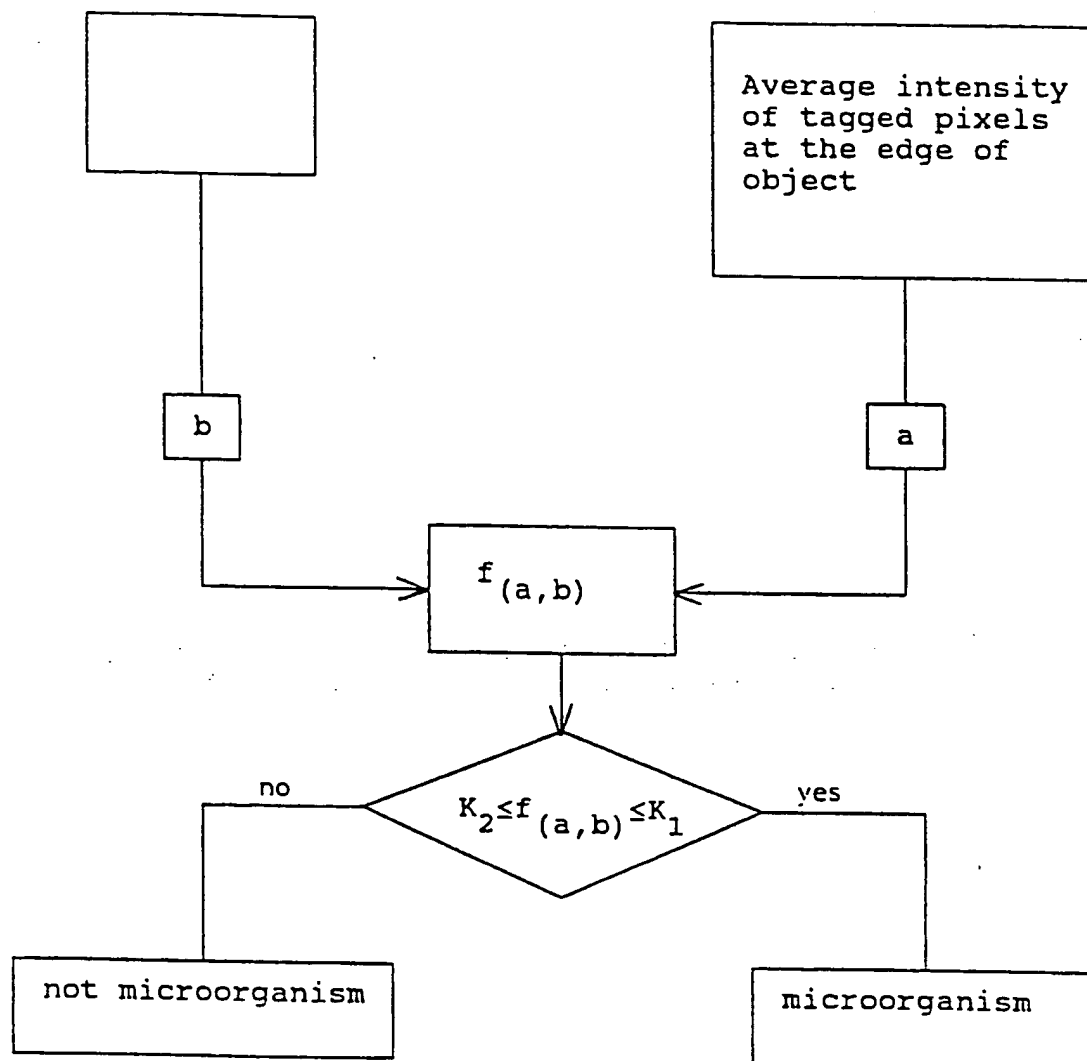 Average intensity
of tagged pixels
at the edge of
object
b
a
f(a,b)
no
K2≤f(a,b)≤K1
yes
not microorganism
microorganism